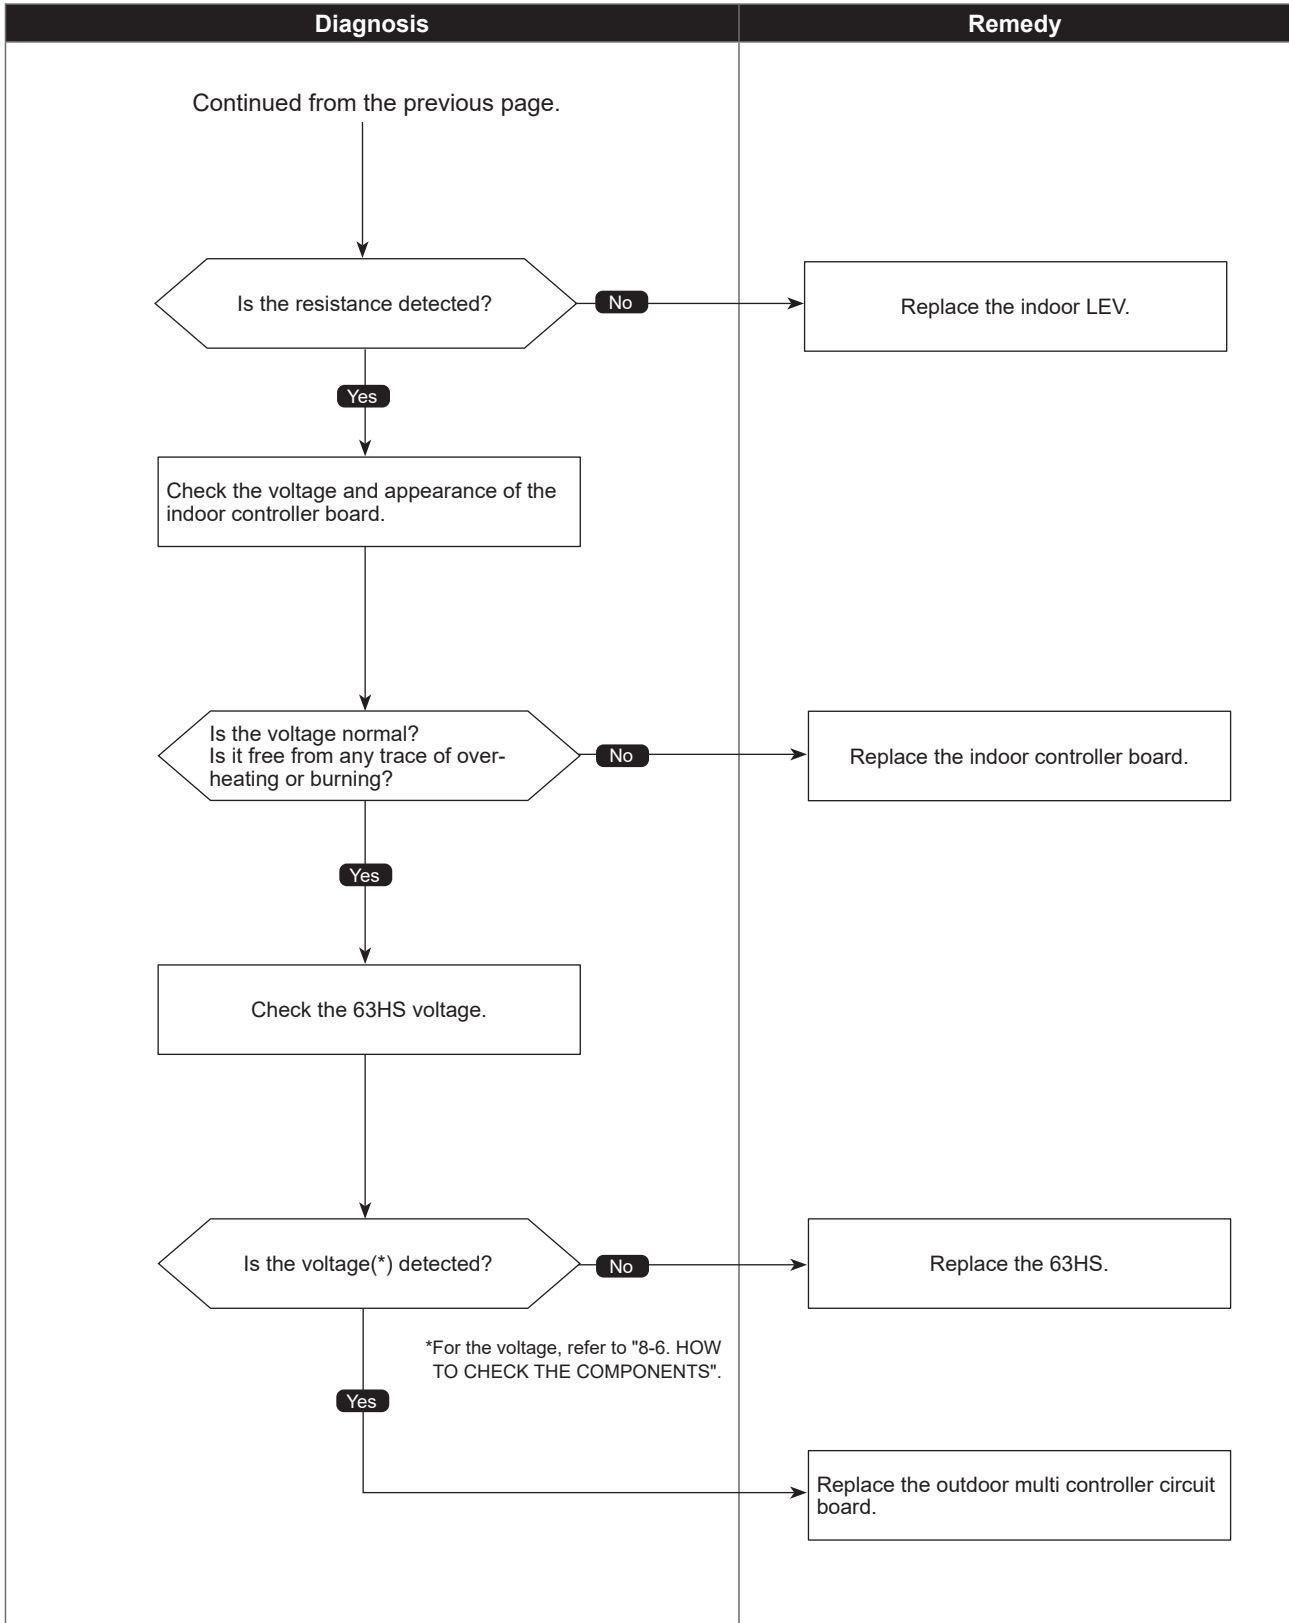 Diagnosis
Remedy
Continued from the previous page.
Is the resistance detected?
No
Replace the indoor LEV.
Yes
Check the voltage and appearance of the
indoor controller board.
Is the voltage normal?
Is it free from any trace of over-
heating or burning?
No
Replace the indoor controller board.
Yes
Check the 63HS voltage.
Is the voltage(*) detected?
No
Replace the 63HS.
*For the voltage, refer to "8-6. HOW
TO CHECK THE COMPONENTS".
Yes
Replace the outdoor multi controller circuit
board.